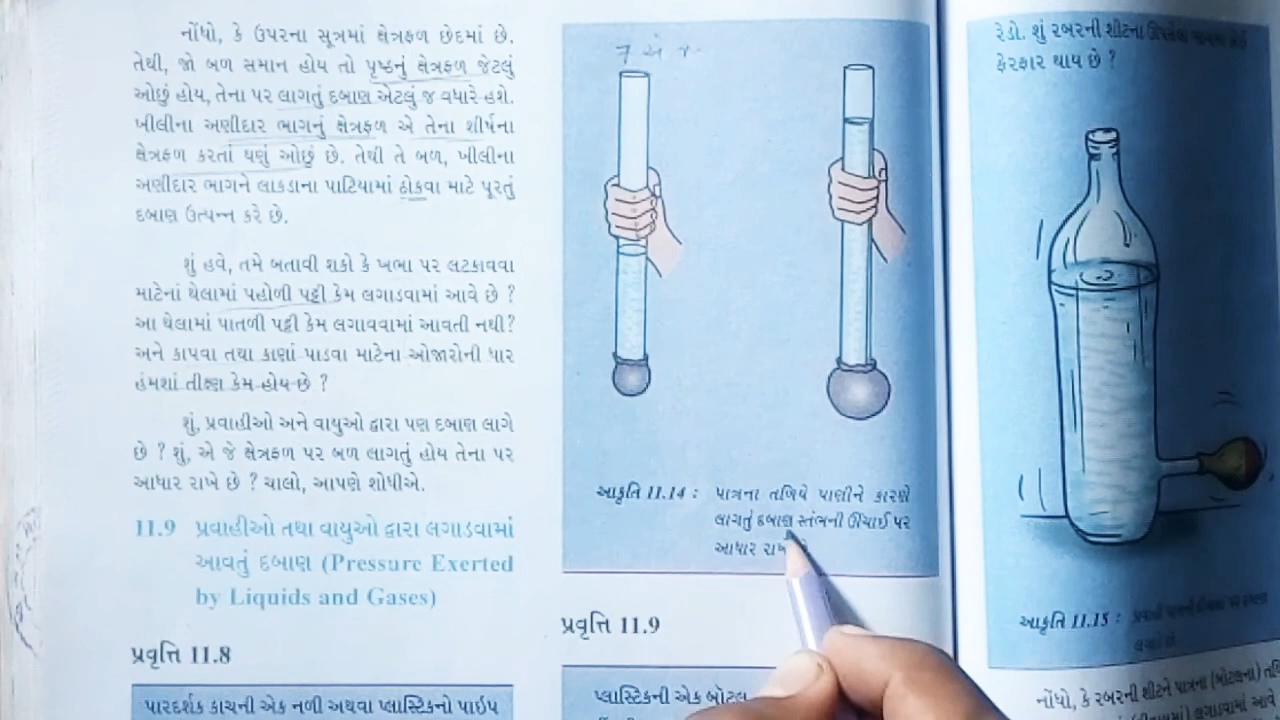 નોંધો, કે ઉપરના સૂત્રમાં ક્ષેત્રફળ છેદમાં છે.
તેથી, જો બળ સમાન હોય તો પૃષ્ઠનું ક્ષેત્રફળ જેટલું
ઓછું હોય, તેના પર લાગતું દબાણ એટલું જ વધારે હશે.
ખીલીના અણીદાર ભાગનું ક્ષેત્રફળ એ તેના શીર્ષના
ક્ષેત્રફળ કરતાં ઘણું ઓછું છે. તેથી તે બળ, ખીલીના
અણીદાર ભાગને લાકડાના પાટિયામાં ઠોકવા માટે પૂરતું
દબાણ ઉત્પન્ન કરે છે.
શું હવે, તમે બતાવી શકો કે ખભા પર લટકાવવા
માટેનાં થેલામાં પહોળી પટ્ટી કેમ લગાડવામાં આવે છે ?
આ થેલામાં પાતળી પટ્ટી કેમ લગાવવામાં આવતી નથી?
અને કાપવા તથા કાણાં પાડવા માટેના ઓજારોની ધાર
હંમશાં તીક્ષ્ણ કેમ હોય છે ?
શું, પ્રવાહીઓ અને વાયુઓ દ્વારા પણ દબાણ લાગે
છે ? શું, એ જે ક્ષેત્રફળ પર બળ લાગતું હોય તેના પર
આધાર રાખે છે ? ચાલો, આપણે શોધીએ.
11.9 પ્રવાહીઓ તથા વાયુઓ દ્વારા લગાડવામાં
આવતું દબાણ (Pressure Exerted
by Liquids and Gases)
પ્રવૃત્તિ 11.8
પારદર્શક કાચની એક નળી અથવા પ્લાસ્ટિકનો પાઇપ
આકૃતિ 11.14 : પાત્રના તળિયે પાણીને કારણે
લાગતું દબાણ સ્તંભની ઊંચાઈ પર
આધાર
પ્રવૃત્તિ 11.9
પ્લાસ્ટિકની એક બોટલ
રેડો. શું રબરની શીટના
ફેરફાર થાય છે ?
આકૃતિ 11.15 :
નોંધો, કે રબરની શીટને પાત્રના (બોટલના)
લગાડવામાં આવે